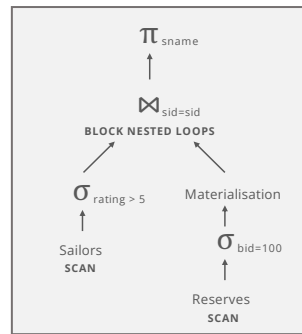 π sname
⋈ sid=sid
BLOCK NESTED LOOPS
σ rating > 5
Materialisation
σ bid=100
Sailors
SCAN
Reserves
SCAN